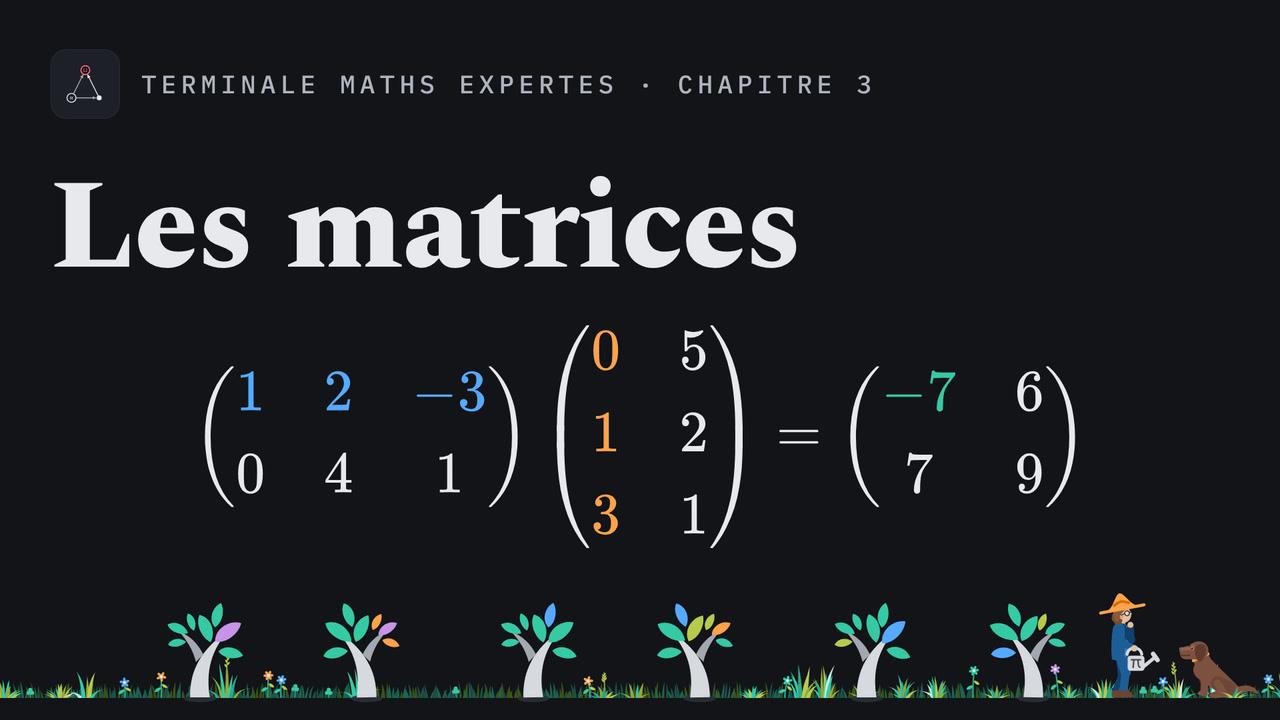 TERMINALE MATHS EXPERTES · CHAPITRE 3
Les matrices
(1 2 −3
0 4 1) (0 5
1 2
3 1) = (−7 6
7 9)
π